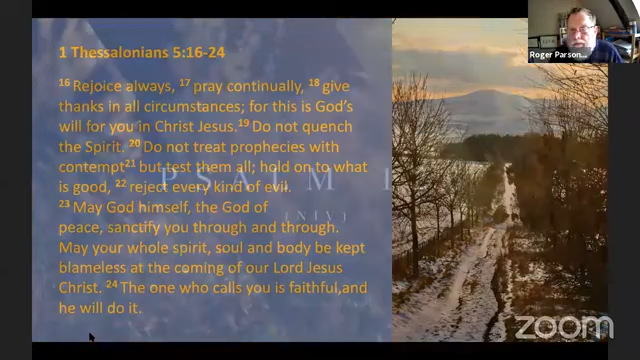 1 Thessalonians 5:16-24
16 Rejoice always, 17 pray continually, 18 give
thanks in all circumstances; for this is God's
will for you in Christ Jesus.19 Do not quench
the Spirit. 20 Do not treat prophecies with
contempt21 but test them all; hold on to what
is good, 22 reject every kind of evil.
23 May God himself, the God of
peace, sanctify you through and through.
May your whole spirit, soul and body be kept
blameless at the coming of our Lord Jesus
Christ. 24 The one who calls you is faithful,and
he will do it.
PSALM 1
(NIV)
Roger Parson...
zoom